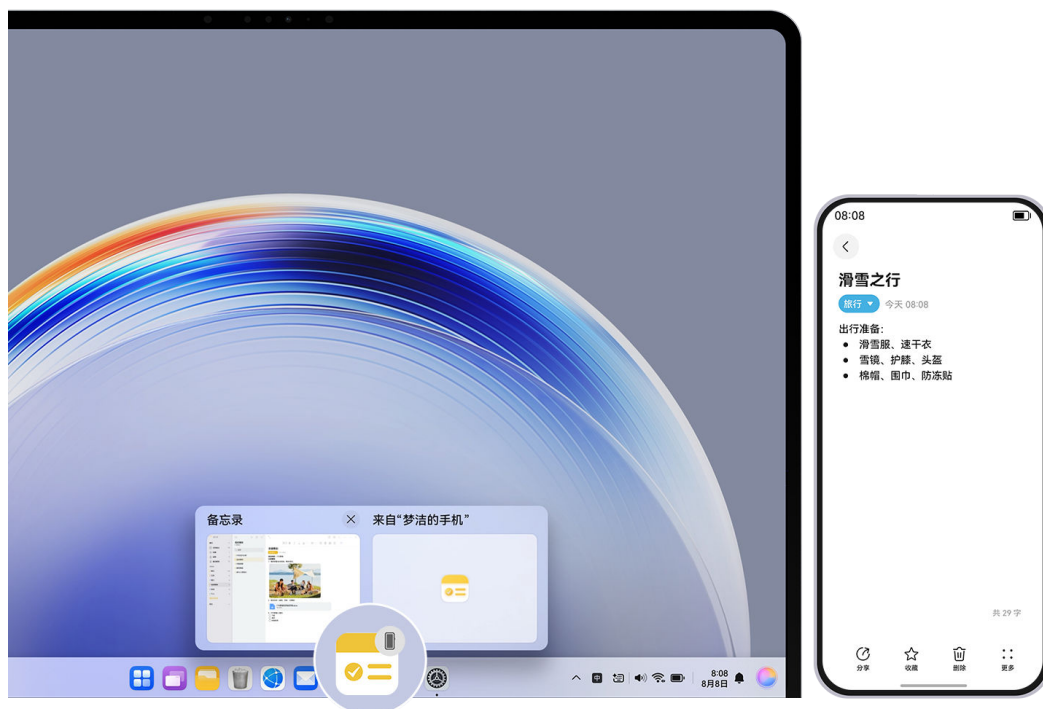 备忘录
来自“梦洁的手机”
中
8:08
8月8日
08:08
滑雪之行
旅行
今天 08:08
出行准备:
• 滑雪服、速干衣
• 雪镜、护膝、头盔
• 棉帽、围巾、防冻贴
共 29 字
分享
收藏
删除
更多